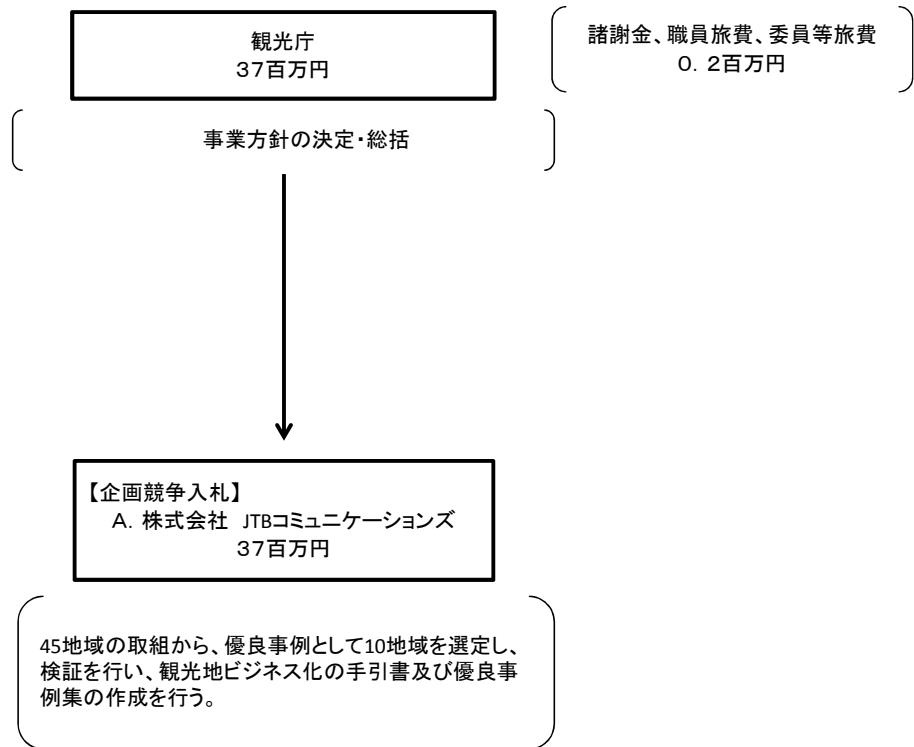 観光庁
37百万円
諸謝金、職員旅費、委員等旅費
0．2百万円
事業方針の決定・総括
【企画競争入札】
A．株式会社　JTBコミュニケーションズ
37百万円
45地域の取組から、優良事例として10地域を選定し、
検証を行い、観光地ビジネス化の手引書及び優良事
例集の作成を行う。